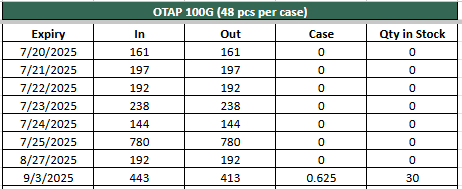 OTAP 100G (48 pcs per case)
Expiry In Out Case Qty in Stock
7/20/2025 161 161 0 0
7/21/2025 197 197 0 0
7/22/2025 192 192 0 0
7/23/2025 238 238 0 0
7/24/2025 144 144 0 0
7/25/2025 780 780 0 0
8/27/2025 192 192 0 0
9/3/2025 443 413 0.625 30